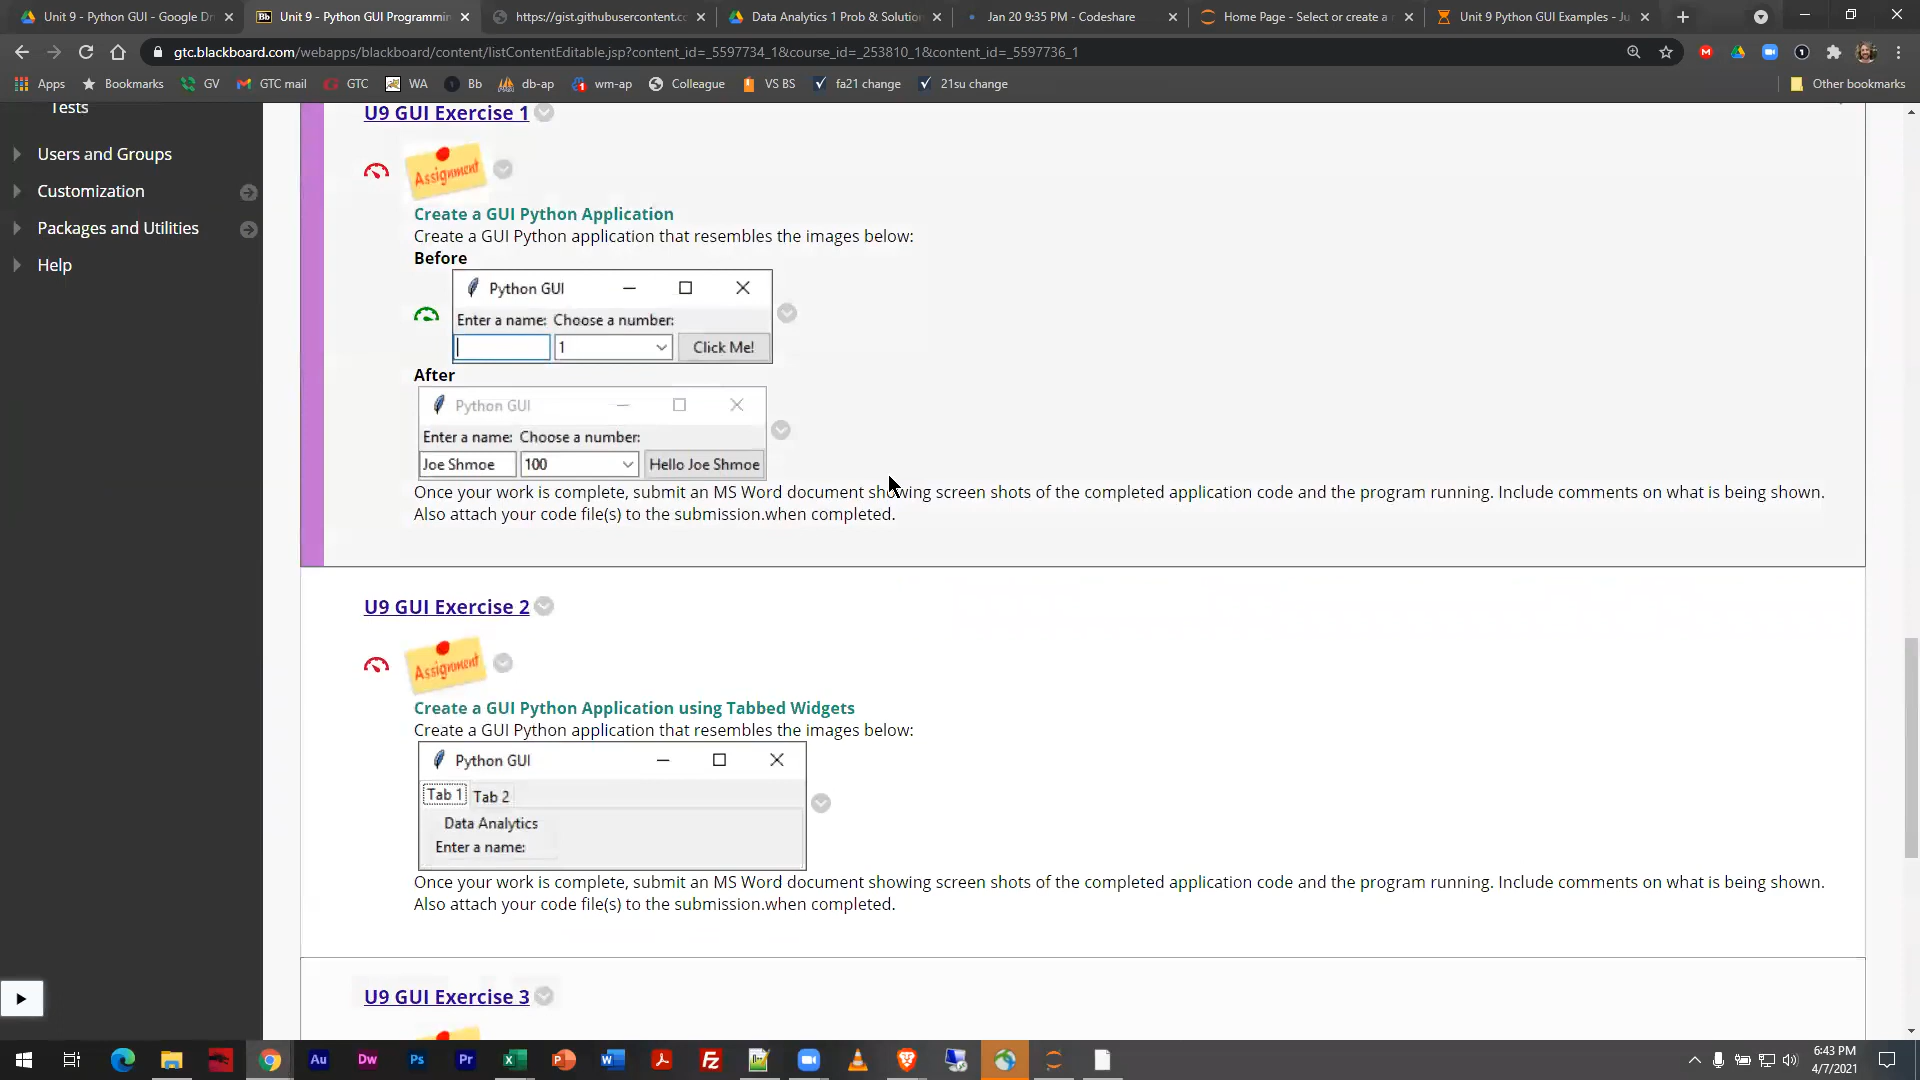 Unit 9 - Python GUI - Google Dr
Unit 9 - Python GUI Programmin
https://gist.githubusercontent.c
Data Analytics 1 Prob & Solution
Jan 20 9:35 PM - Codeshare
Home Page - Select or create a
Unit 9 Python GUI Examples - Ju
gtc.blackboard.com/webapps/blackboard/content/listContentEditable.jsp?content_id=_5597734_1&course_id=_253810_1&content_id=_5597736_1
Apps Bookmarks GV GTC mail GTC WA Bb db-ap wm-ap Colleague VS BS fa21 change 21su change Other bookmarks
Tests
Users and Groups
Customization
Packages and Utilities
Help
U9 GUI Exercise 1
Assignment
Create a GUI Python Application
Create a GUI Python application that resembles the images below:
Before
Python GUI
Enter a name: Choose a number:
1 Click Me!
After
Python GUI
Enter a name: Choose a number:
Joe Shmoe 100 Hello Joe Shmoe
Once your work is complete, submit an MS Word document showing screen shots of the completed application code and the program running. Include comments on what is being shown.
Also attach your code file(s) to the submission.when completed.
U9 GUI Exercise 2
Assignment
Create a GUI Python Application using Tabbed Widgets
Create a GUI Python application that resembles the images below:
Python GUI
Tab 1 Tab 2
Data Analytics
Enter a name:
Once your work is complete, submit an MS Word document showing screen shots of the completed application code and the program running. Include comments on what is being shown.
Also attach your code file(s) to the submission.when completed.
U9 GUI Exercise 3
Au Dw Ps Pr
6:43 PM
4/7/2021